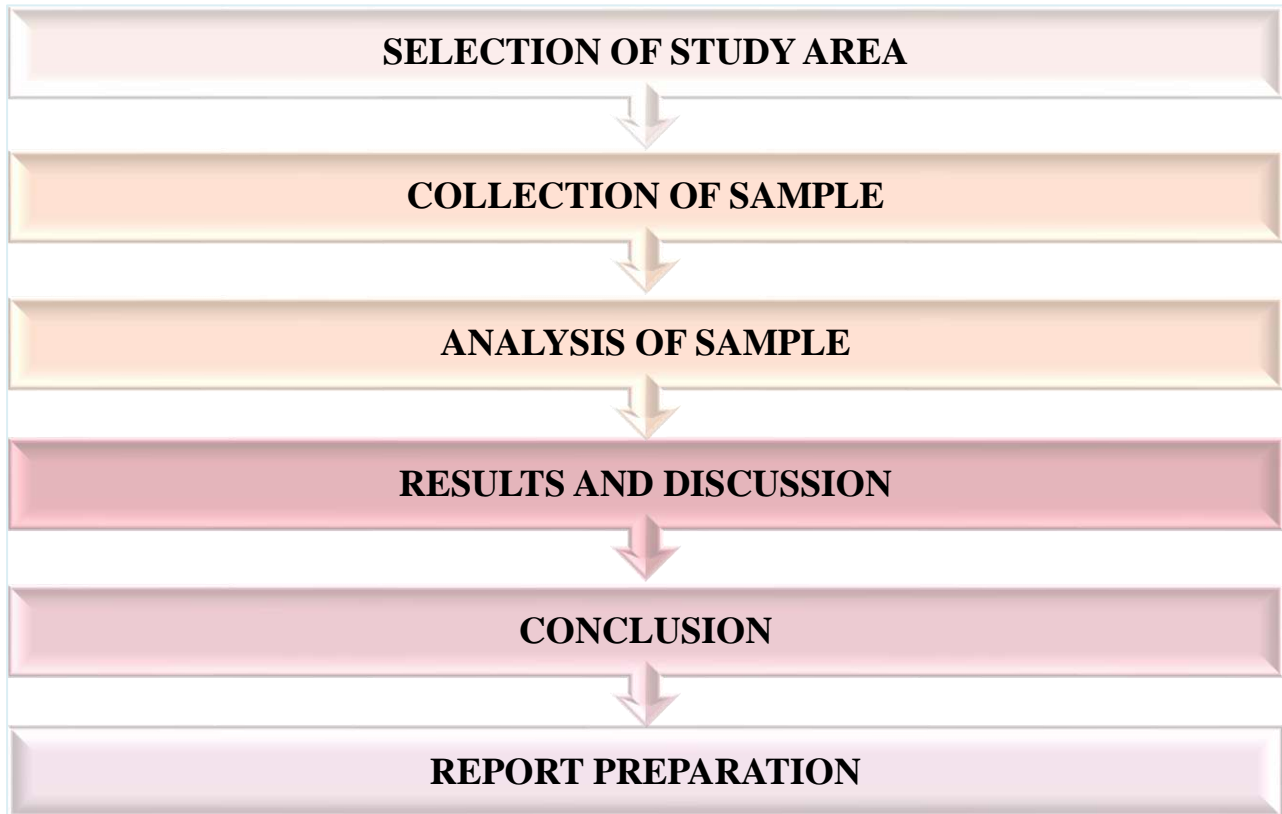 SELECTION OF STUDY AREA
COLLECTION OF SAMPLE
ANALYSIS OF SAMPLE
RESULTS AND DISCUSSION
CONCLUSION
REPORT PREPARATION